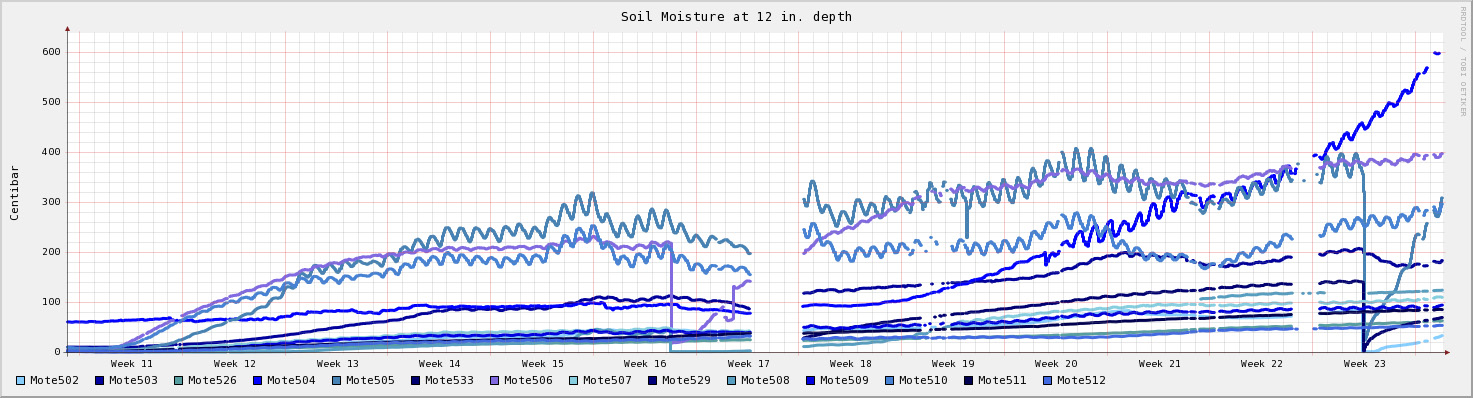 Soil Moisture at 12 in. depth
RRDTOOL / TOBI OETIKER
Centibar
600
500
400
300
200
100
0
Week 11 Week 12 Week 13 Week 14 Week 15 Week 16 Week 17 Week 18 Week 19 Week 20 Week 21 Week 22 Week 23
Mote502 Mote503 Mote526 Mote504 Mote505 Mote533 Mote506 Mote507 Mote529 Mote508 Mote509 Mote510 Mote511 Mote512